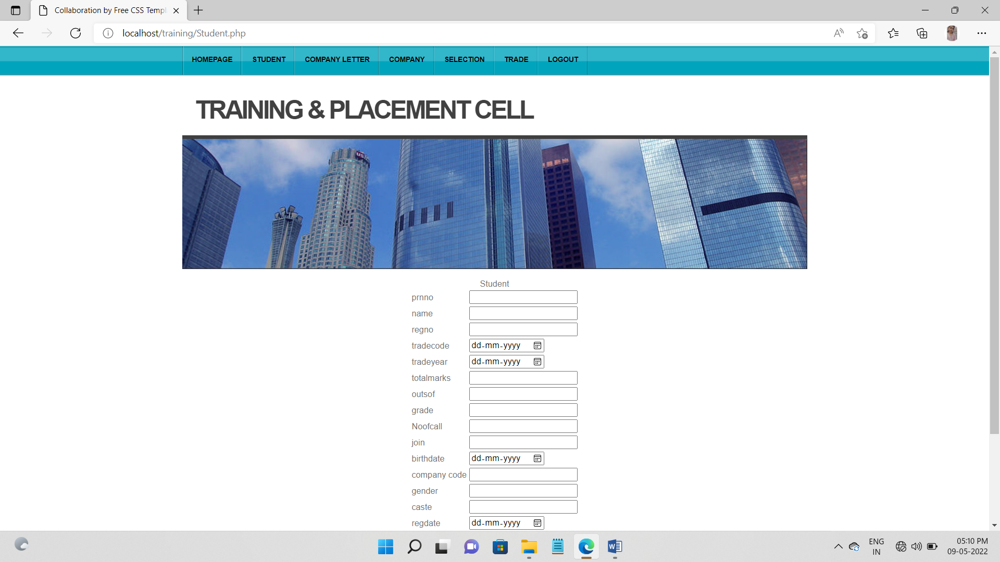 Collaboration by Free CSS Templ
localhost/training/Student.php
HOMEPAGE STUDENT COMPANY LETTER COMPANY SELECTION TRADE LOGOUT
TRAINING & PLACEMENT CELL
us
Student
prnno
name
regno
tradecode dd-mm-yyyy
tradeyear dd-mm-yyyy
totalmarks
outsof
grade
Noofcall
join
birthdate dd-mm-yyyy
company code
gender
caste
regdate dd-mm-yyyy
ENG
IN
05:10 PM
09-05-2022